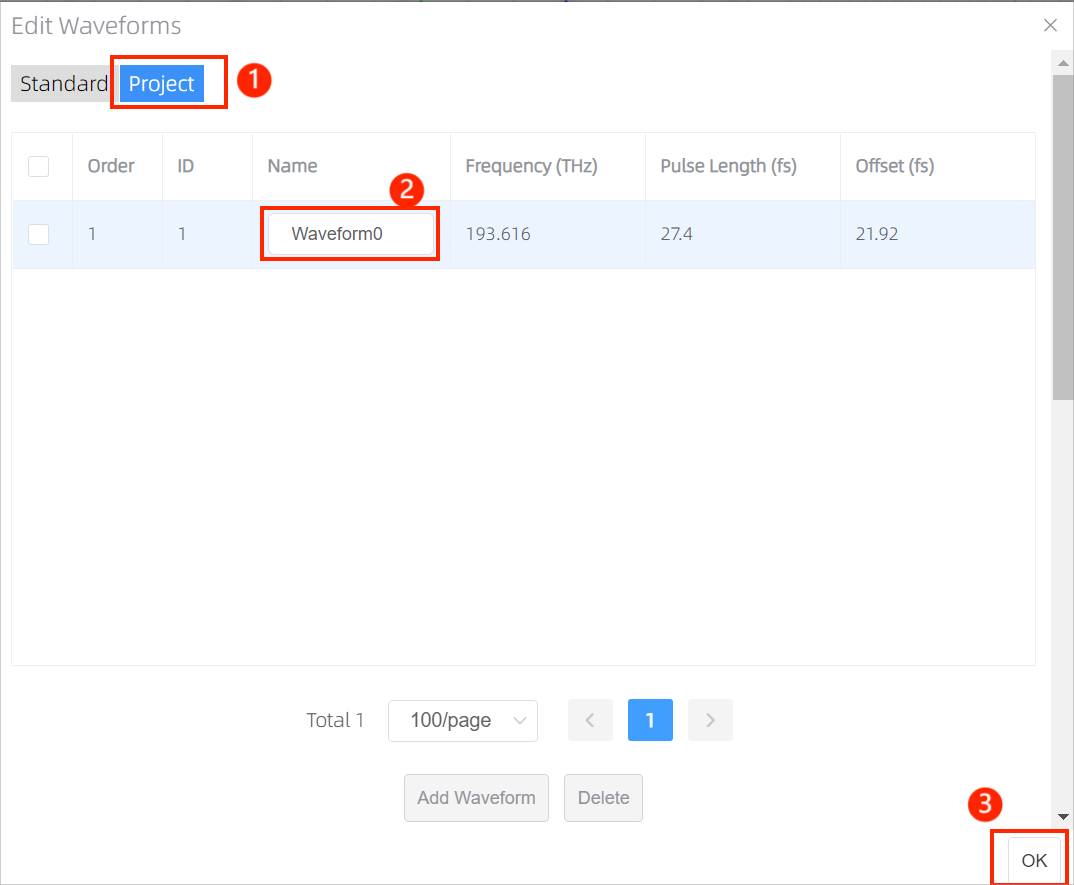 Edit Waveforms
Standard Project 1
Order ID Name Frequency (THz) Pulse Length (fs) Offset (fs)
2
1 1 Waveform0 193.616 27.4 21.92
Total 1 100/page 1
Add Waveform Delete
3
OK